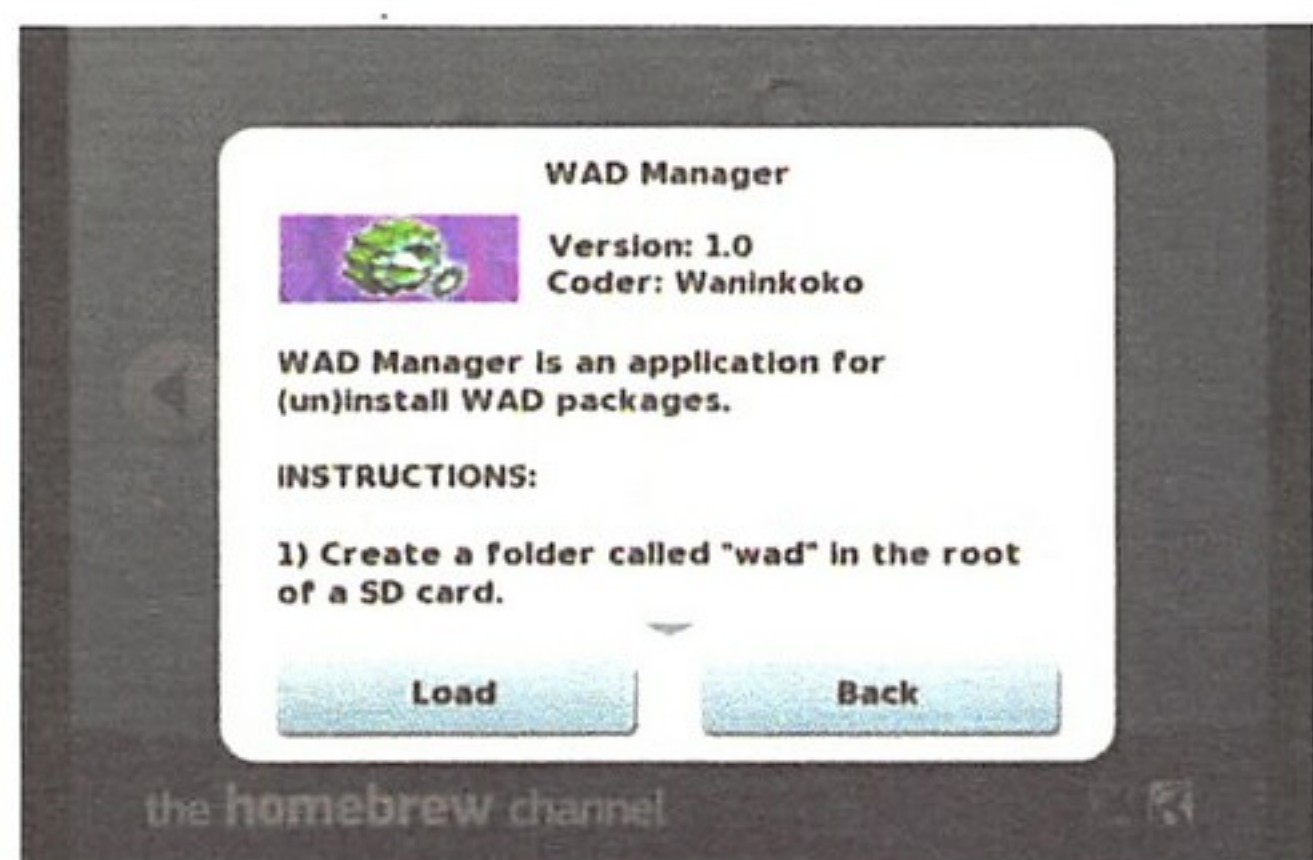 WAD Manager
Version: 1.0
Coder: Waninkoko
WAD Manager is an application for
(un)install WAD packages.
INSTRUCTIONS:
1) Create a folder called "wad" in the root
of a SD card.
Load
Back
the homebrew channel